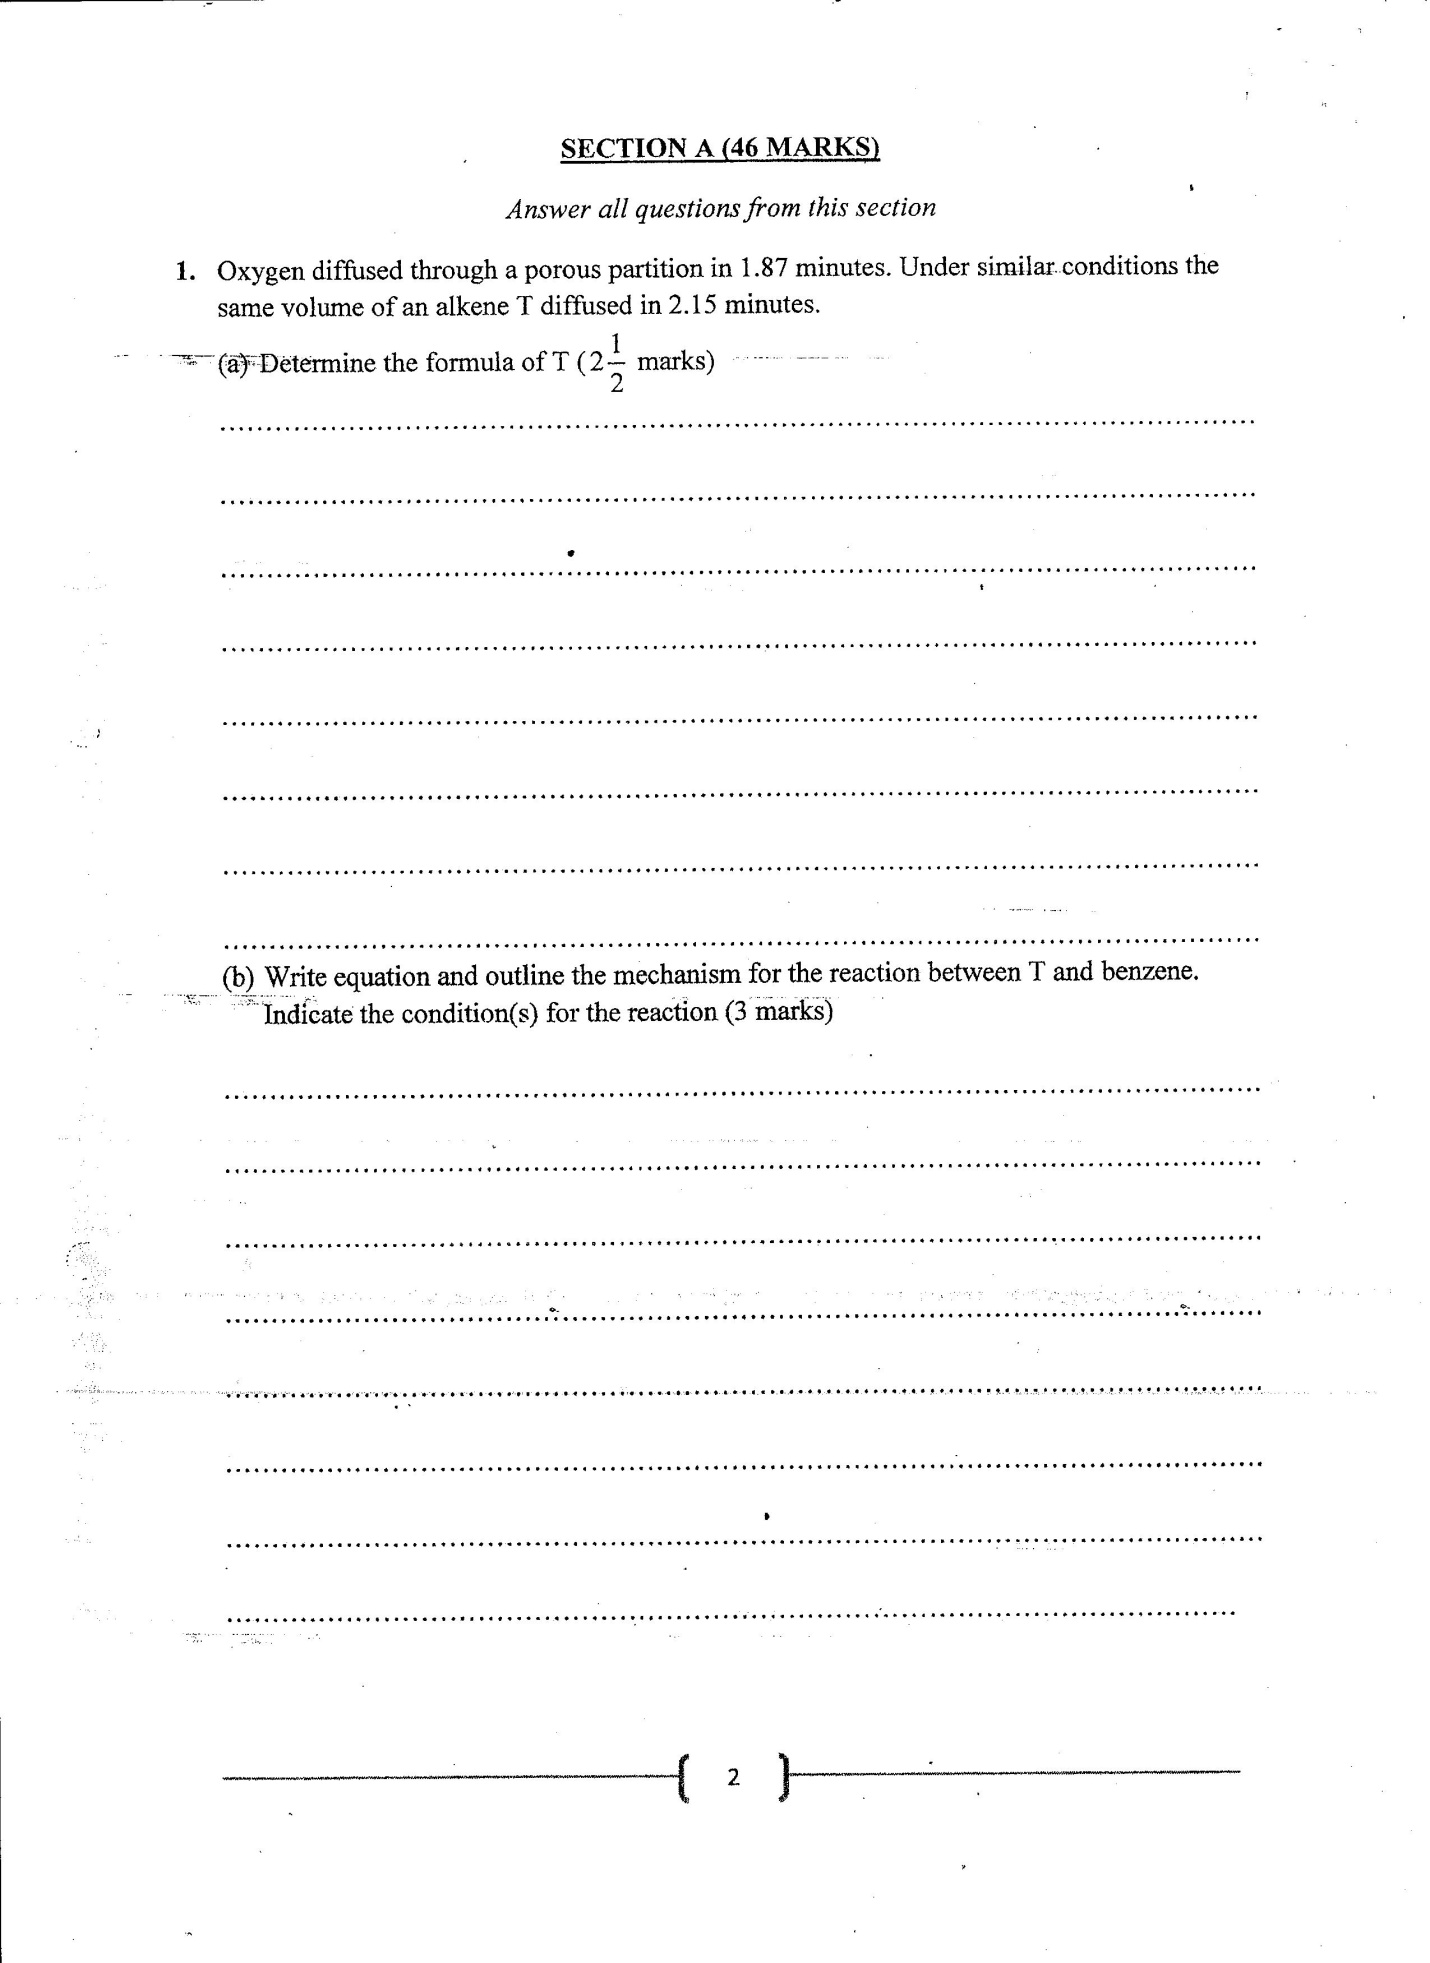 SECTION A (46 MARKS)
Answer all questions from this section
1. Oxygen diffused through a porous partition in 1.87 minutes. Under similar conditions the
same volume of an alkene T diffused in 2.15 minutes.
(a) Determine the formula of T (2 1/2 marks)
(b) Write equation and outline the mechanism for the reaction between T and benzene.
Indicate the condition(s) for the reaction (3 marks)
2